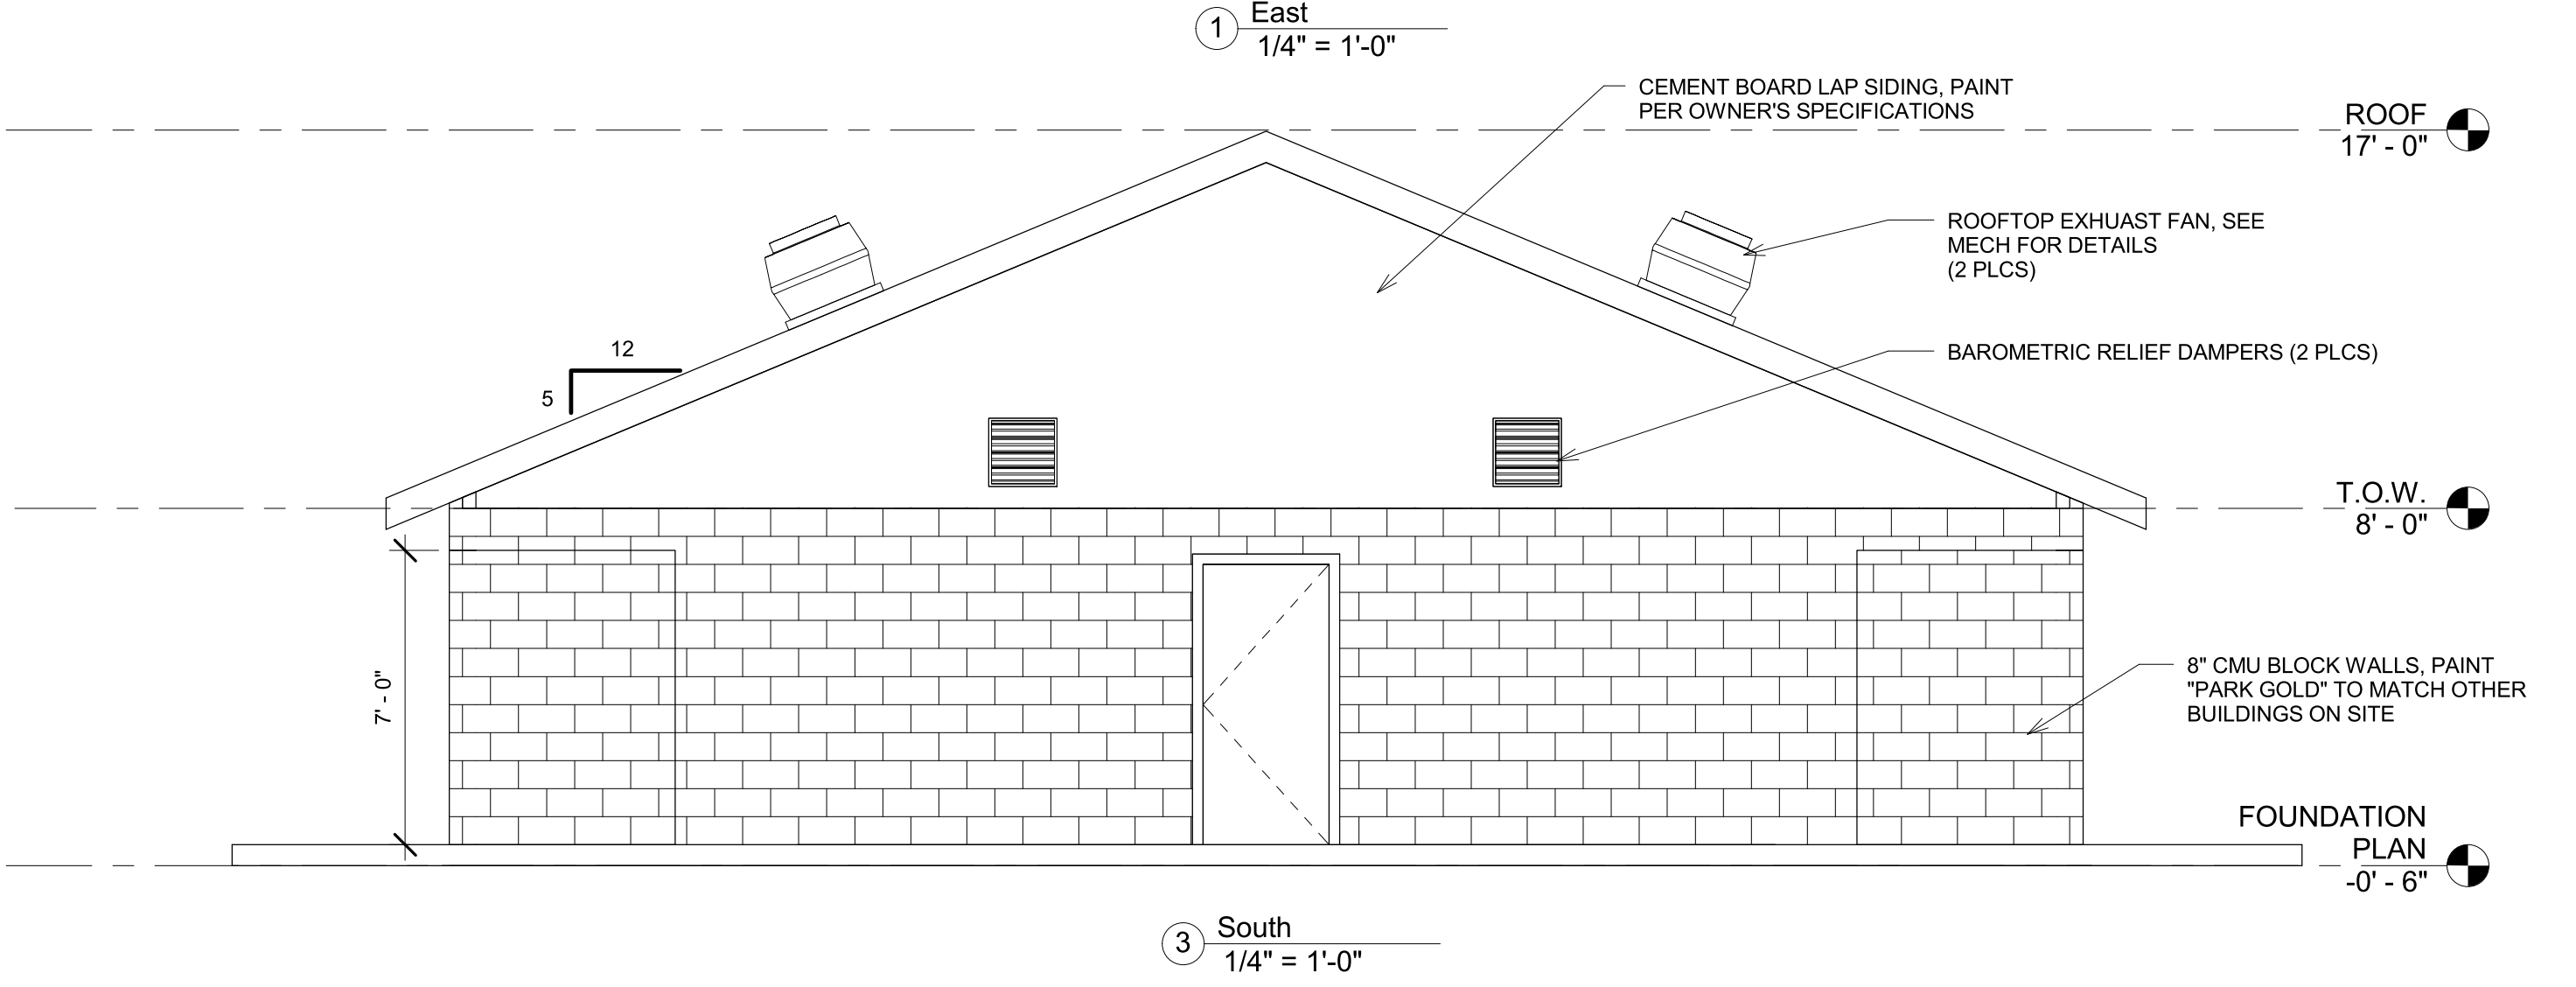 1 East
1/4" = 1'-0"
CEMENT BOARD LAP SIDING, PAINT
PER OWNER'S SPECIFICATIONS
ROOF
17' - 0"
ROOFTOP EXHUAST FAN, SEE
MECH FOR DETAILS
(2 PLCS)
12
5
BAROMETRIC RELIEF DAMPERS (2 PLCS)
T.O.W.
8' - 0"
7' - 0"
8" CMU BLOCK WALLS, PAINT
"PARK GOLD" TO MATCH OTHER
BUILDINGS ON SITE
FOUNDATION
PLAN
-0' - 6"
3 South
1/4" = 1'-0"